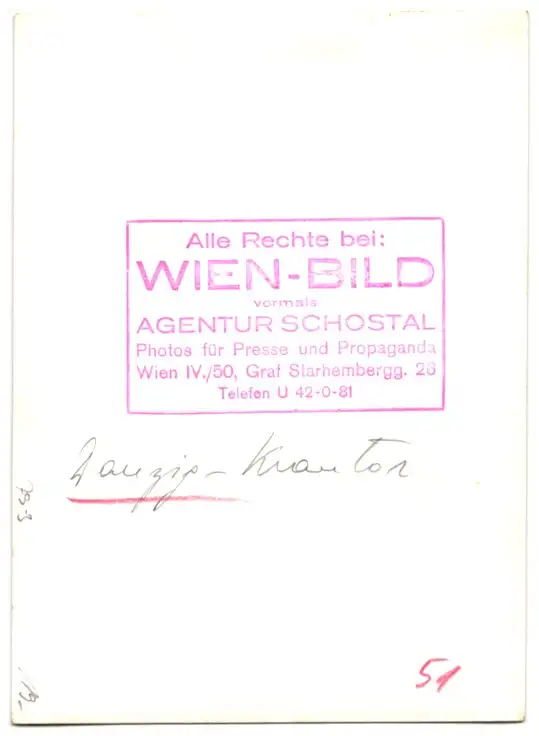 Alle Rechte bei:
WIEN-BILD
vormals
AGENTUR SCHOSTAL
Photos für Presse und Propaganda
Wien IV./50, Graf Starhembergg. 26
Telefon U 42-0-81
Danzig - Krantor
51